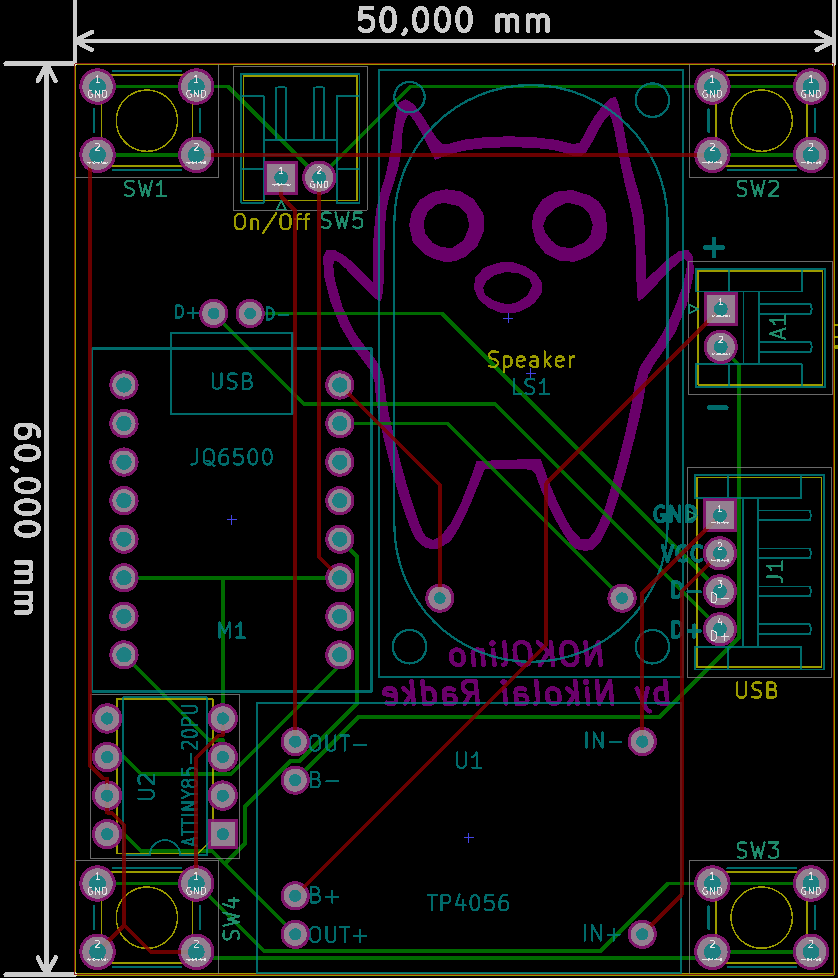 50,000 mm
60,000 mm
1
GND
1
GND
2
2
SW1
1
2
GND
On/Off
SW5
1
GND
1
GND
2
2
SW2
+
1
2
A1
-
D+
D-
USB
JQ6500
M1
Speaker
LS1
GND
VCC
D-
D+
1
2
3
D-
4
D+
J1
USB
NOKOlino
by Nikolai Radke
U2
ATTINY85-20PU
OUT-
B-
U1
IN-
B+
OUT+
TP4056
IN+
1
GND
1
GND
2
2
SW4
SW3
1
GND
1
GND
2
2